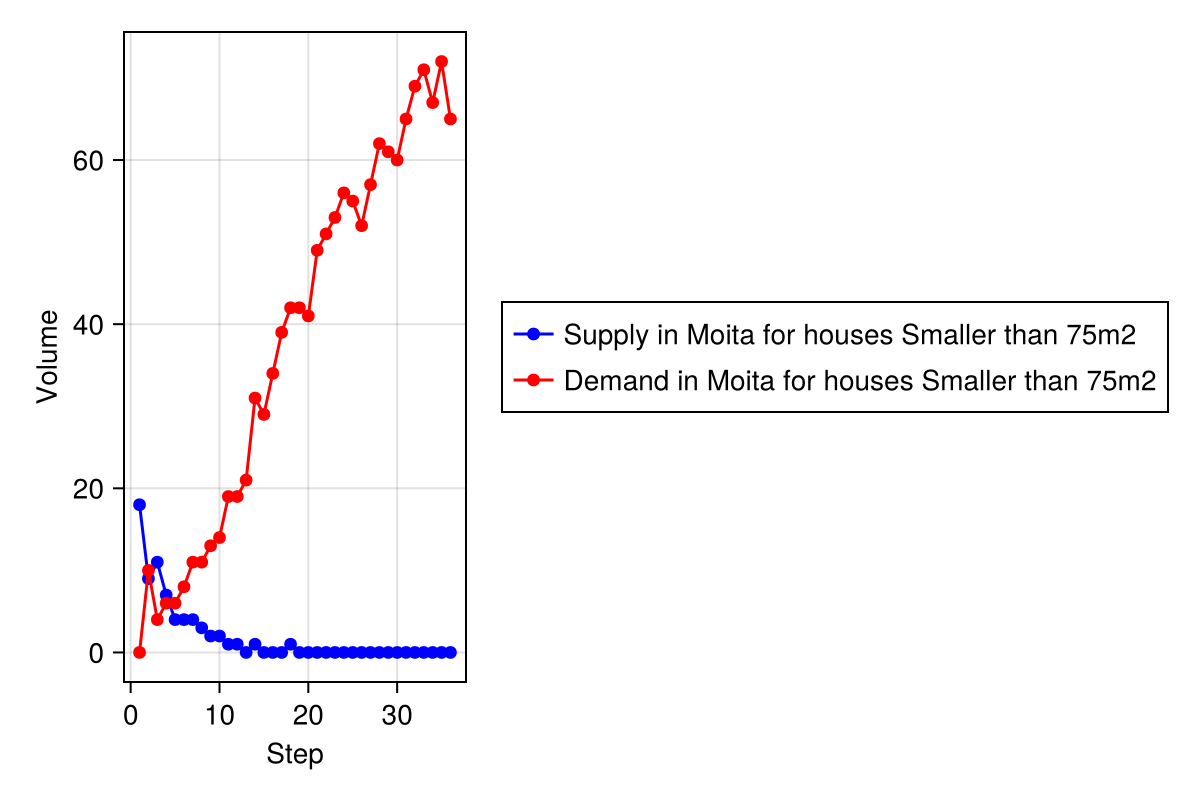 60
40
20
0
Volume
0 10 20 30
Step
Supply in Moita for houses Smaller than 75m2
Demand in Moita for houses Smaller than 75m2